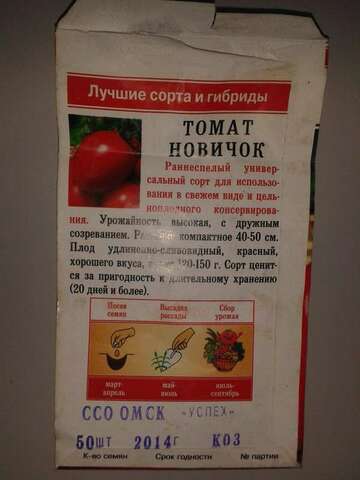 Лучшие сорта и гибриды
ТОМАТ
НОВИЧОК
Раннеспелый универ-
сальный сорт для использо-
вания в свежем виде и цель-
ноплодного консервирова-
ния. Урожайность высокая, с дружным
созреванием. компактное 40-50 см.
Плод удлиненно-сливовидный, красный,
хорошего вкуса, 120-150 г. Сорт ценит-
ся за пригодность к длительному хранению
(20 дней и более).
Посев семян
Высадка рассады
Сбор урожая
март-апрель
май-июнь
июль-сентябрь
ССО ОМСК «УСПЕХ»
50ШТ 2014г К03
К-во семян Срок годности № партии